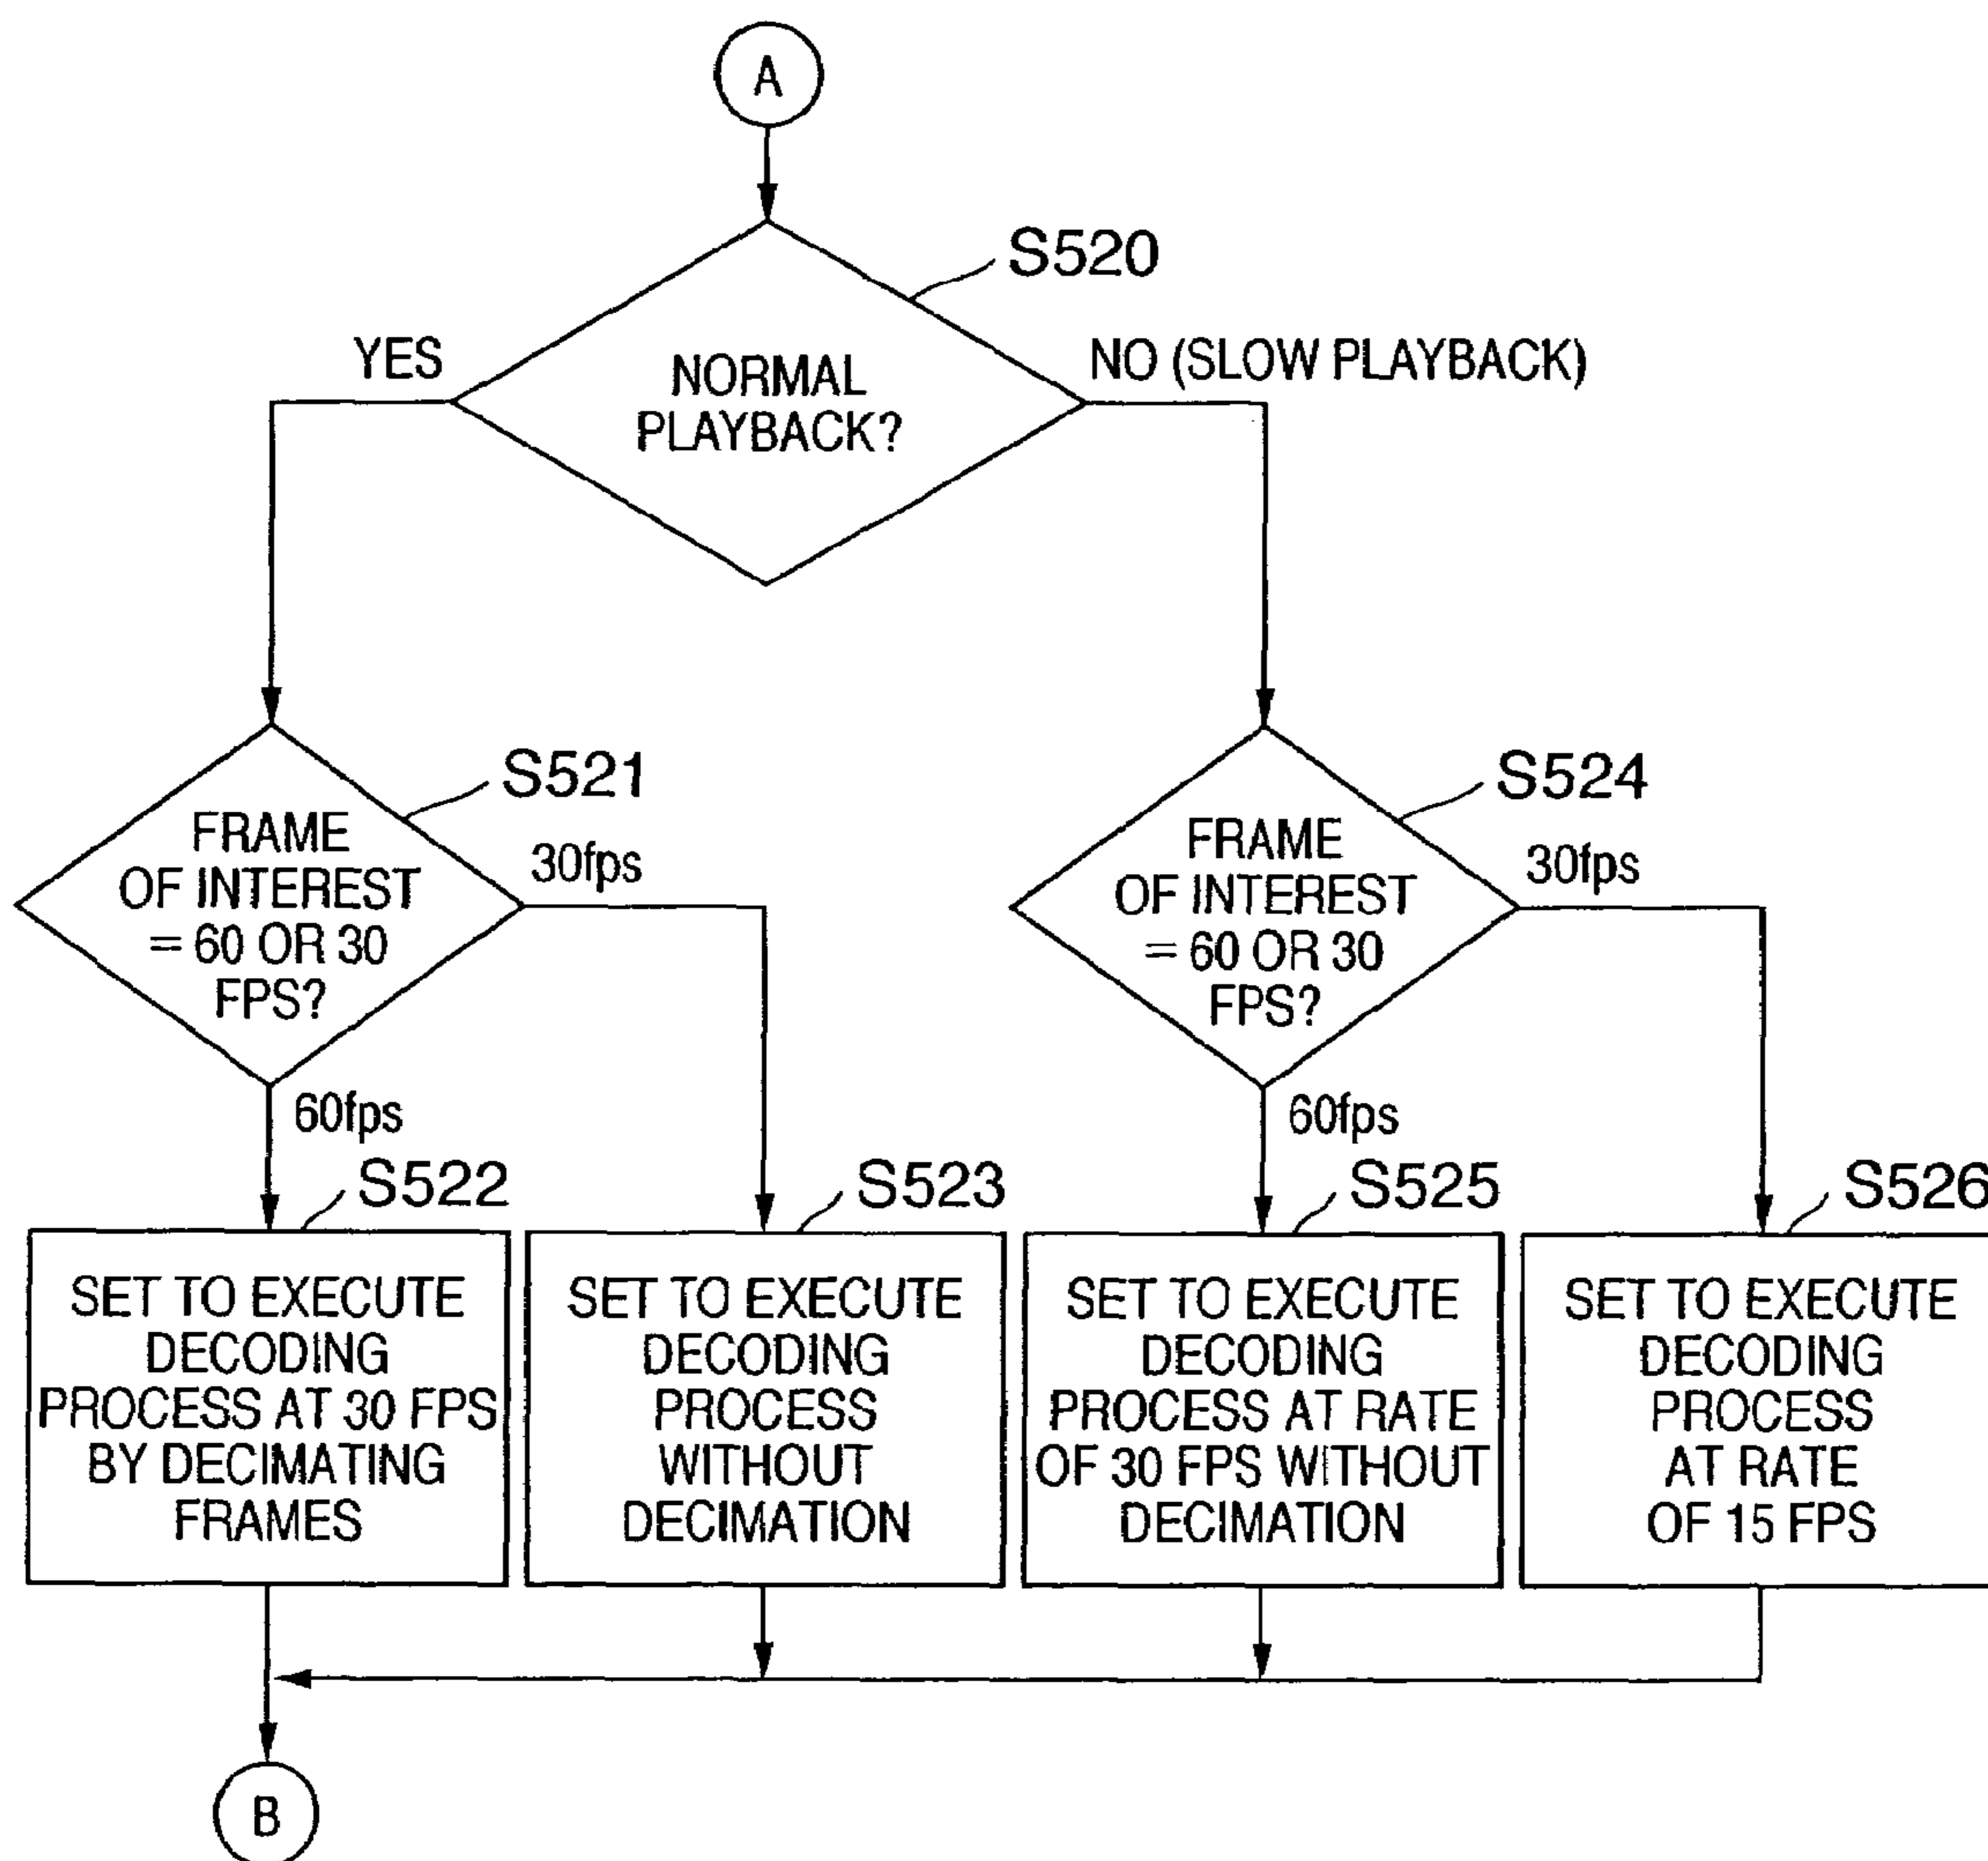 A
S520
YES
NO (SLOW PLAYBACK)
NORMAL
PLAYBACK?
S521
FRAME
OF INTEREST
= 60 OR 30
FPS?
30fps
60fps
S524
FRAME
OF INTEREST
= 60 OR 30
FPS?
30fps
60fps
S522
SET TO EXECUTE
DECODING
PROCESS AT 30 FPS
BY DECIMATING
FRAMES
S523
SET TO EXECUTE
DECODING
PROCESS
WITHOUT
DECIMATION
S525
SET TO EXECUTE
DECODING
PROCESS AT RATE
OF 30 FPS WITHOUT
DECIMATION
S526
SET TO EXECUTE
DECODING
PROCESS
AT RATE
OF 15 FPS
B